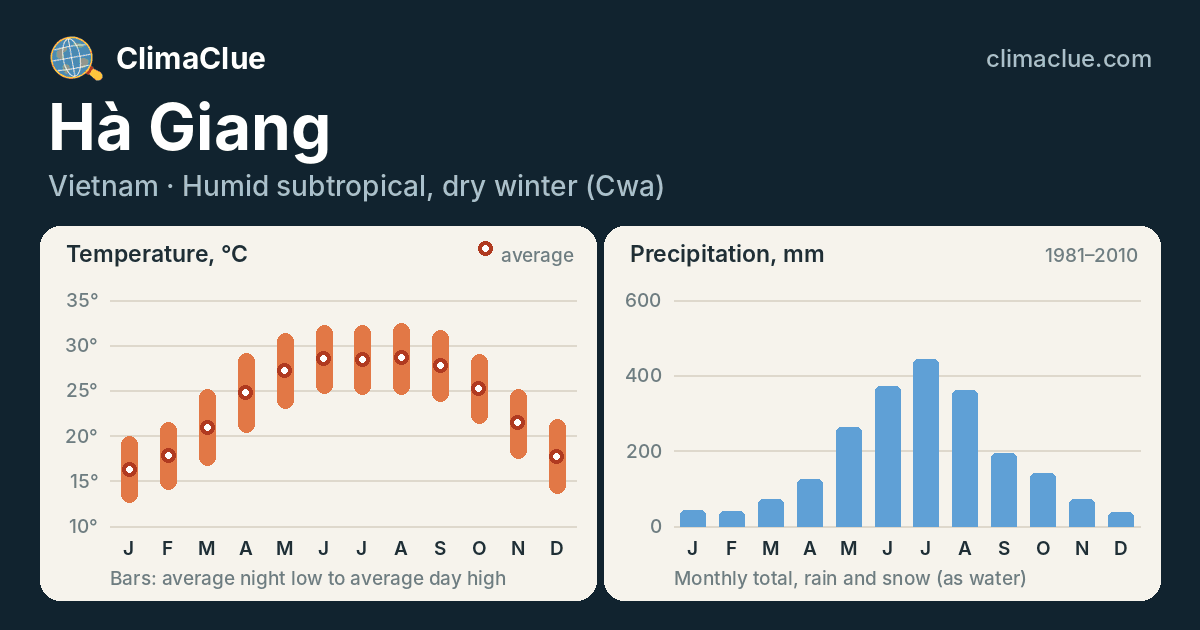 ClimaClue
climaclue.com
Hà Giang
Vietnam · Humid subtropical, dry winter (Cwa)
Temperature, °C
average
35°
30°
25°
20°
15°
10°
J F M A M J J A S O N D
Bars: average night low to average day high
Precipitation, mm
1981–2010
600
400
200
0
J F M A M J J A S O N D
Monthly total, rain and snow (as water)